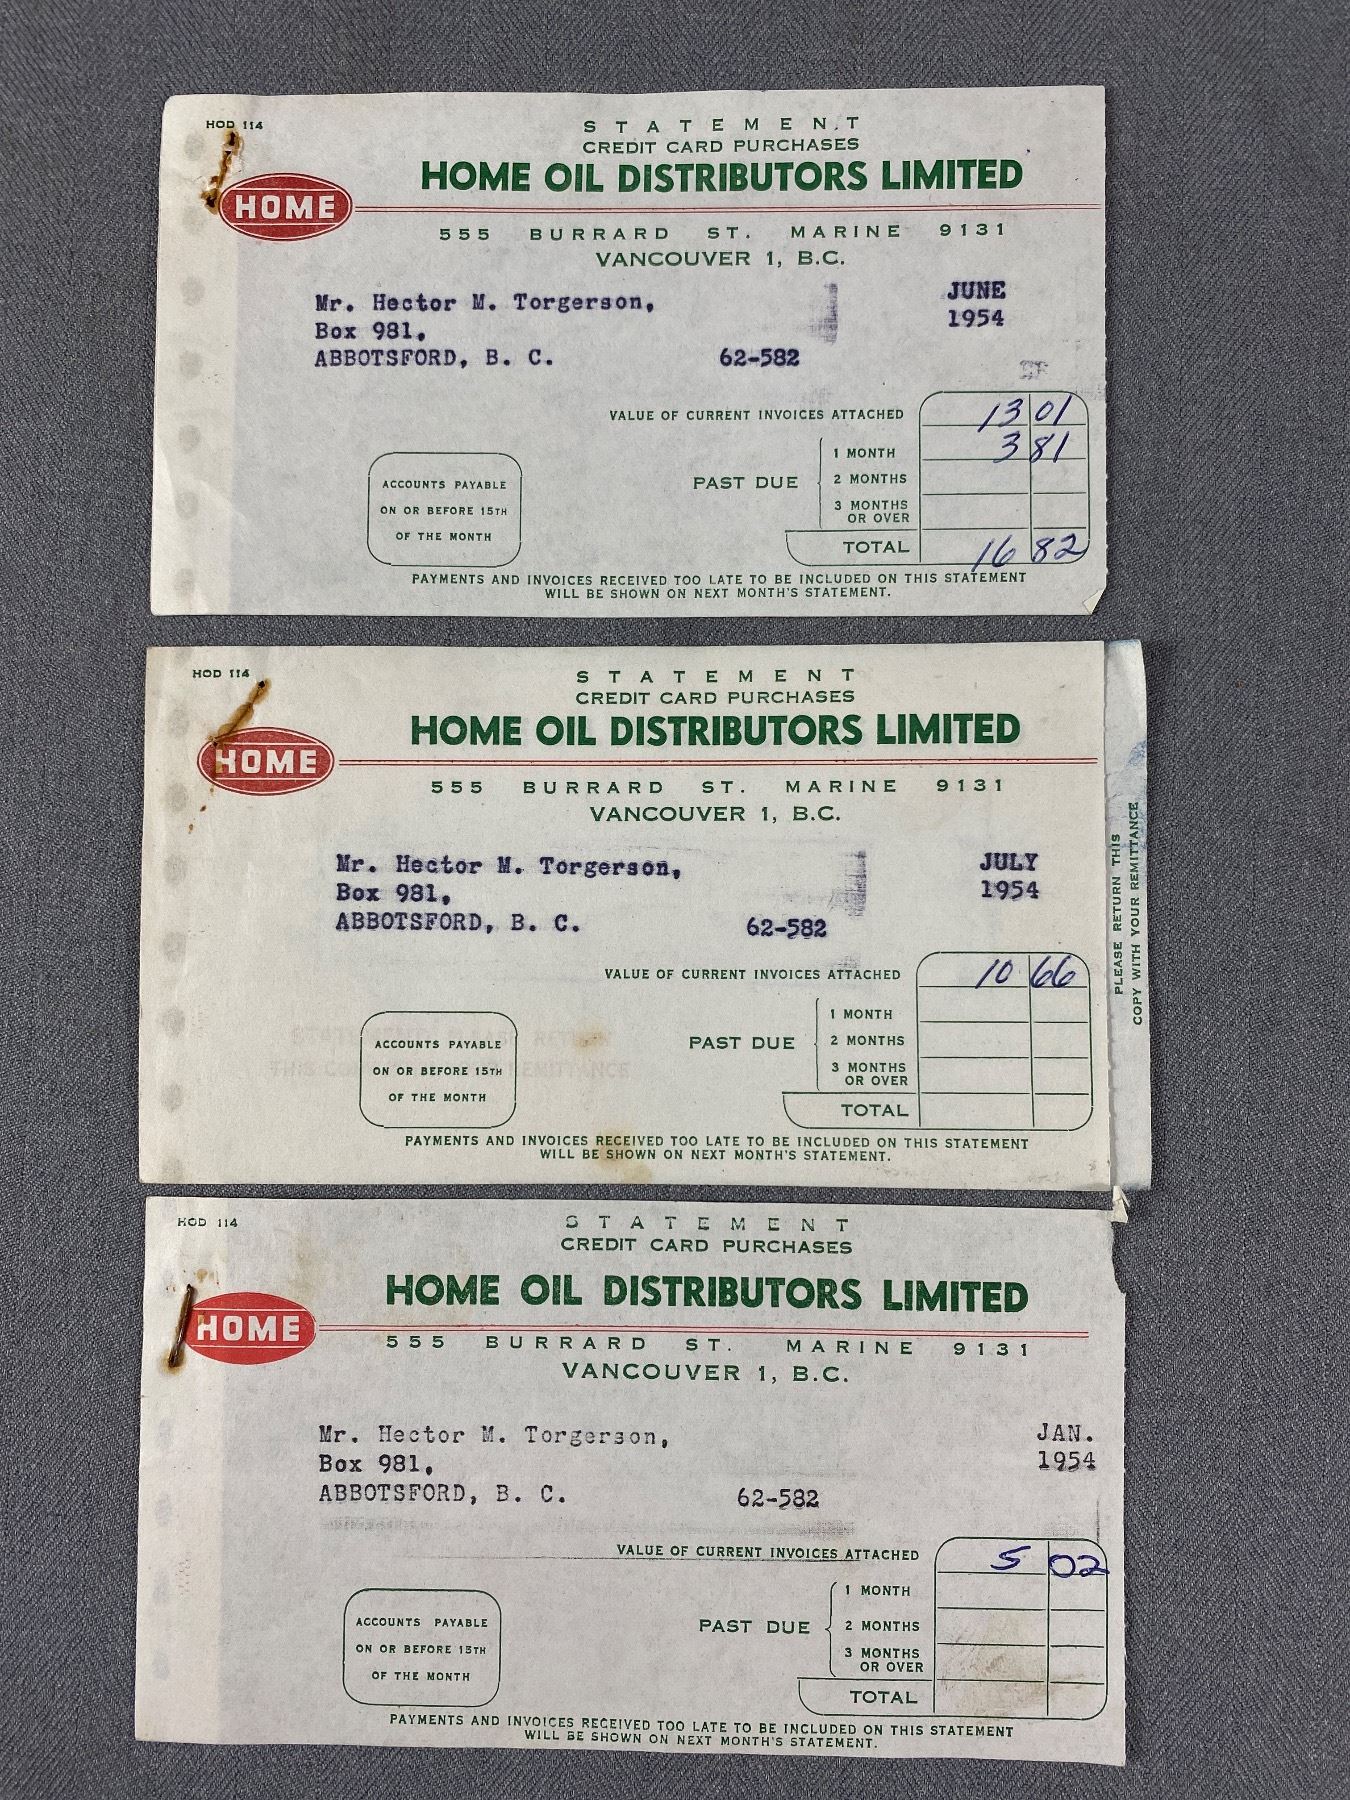 HOD 114
STATEMENT
CREDIT CARD PURCHASES
HOME OIL DISTRIBUTORS LIMITED
HOME
555 BURRARD ST. MARINE 9131
VANCOUVER 1, B.C.
Mr. Hector M. Torgerson,
JUNE
Box 981,
1954
ABBOTSFORD, B. C. 62-582
VALUE OF CURRENT INVOICES ATTACHED 13 01
1 MONTH 3 81
PAST DUE 2 MONTHS
3 MONTHS
OR OVER
TOTAL 16 82
ACCOUNTS PAYABLE
ON OR BEFORE 15TH
OF THE MONTH
PAYMENTS AND INVOICES RECEIVED TOO LATE TO BE INCLUDED ON THIS STATEMENT
WILL BE SHOWN ON NEXT MONTH'S STATEMENT.
HOD 114
STATEMENT
CREDIT CARD PURCHASES
HOME OIL DISTRIBUTORS LIMITED
HOME
555 BURRARD ST. MARINE 9131
VANCOUVER 1, B.C.
Mr. Hector M. Torgerson,
JULY
Box 981,
1954
ABBOTSFORD, B. C. 62-582
VALUE OF CURRENT INVOICES ATTACHED 10 66
1 MONTH
PAST DUE 2 MONTHS
3 MONTHS
OR OVER
TOTAL
ACCOUNTS PAYABLE
ON OR BEFORE 15TH
OF THE MONTH
PAYMENTS AND INVOICES RECEIVED TOO LATE TO BE INCLUDED ON THIS STATEMENT
WILL BE SHOWN ON NEXT MONTH'S STATEMENT.
PLEASE RETURN THIS
COPY WITH YOUR REMITTANCE
HOD 114
STATEMENT
CREDIT CARD PURCHASES
HOME OIL DISTRIBUTORS LIMITED
HOME
555 BURRARD ST. MARINE 9131
VANCOUVER 1, B.C.
Mr. Hector M. Torgerson,
JAN.
Box 981,
1954
ABBOTSFORD, B. C. 62-582
VALUE OF CURRENT INVOICES ATTACHED 5 02
1 MONTH
PAST DUE 2 MONTHS
3 MONTHS
OR OVER
TOTAL
ACCOUNTS PAYABLE
ON OR BEFORE 15TH
OF THE MONTH
PAYMENTS AND INVOICES RECEIVED TOO LATE TO BE INCLUDED ON THIS STATEMENT
WILL BE SHOWN ON NEXT MONTH'S STATEMENT.